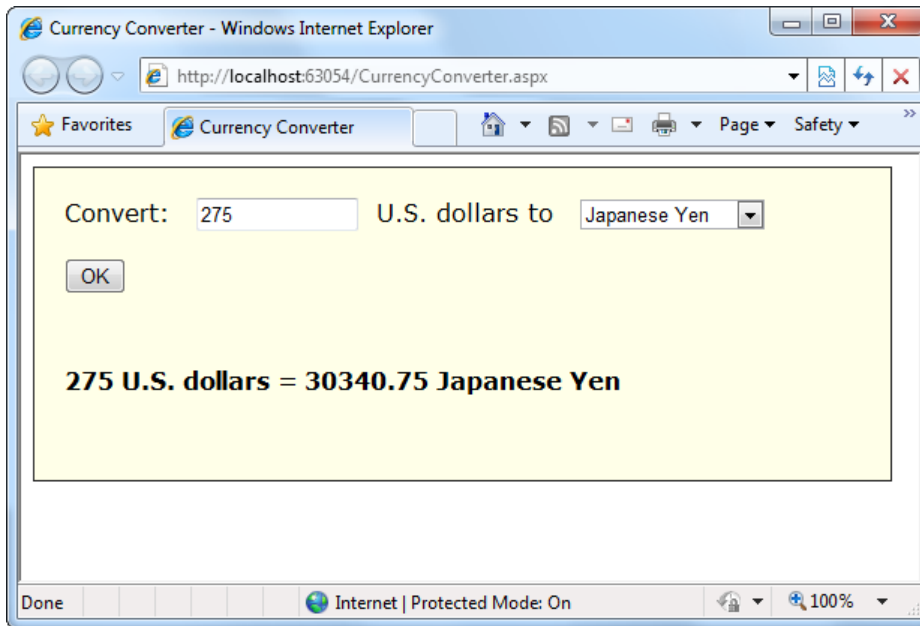 Currency Converter - Windows Internet Explorer
http://localhost:63054/CurrencyConverter.aspx
Favorites Currency Converter Page Safety »
Convert: 275 U.S. dollars to Japanese Yen
OK
275 U.S. dollars = 30340.75 Japanese Yen
Done Internet | Protected Mode: On 100%